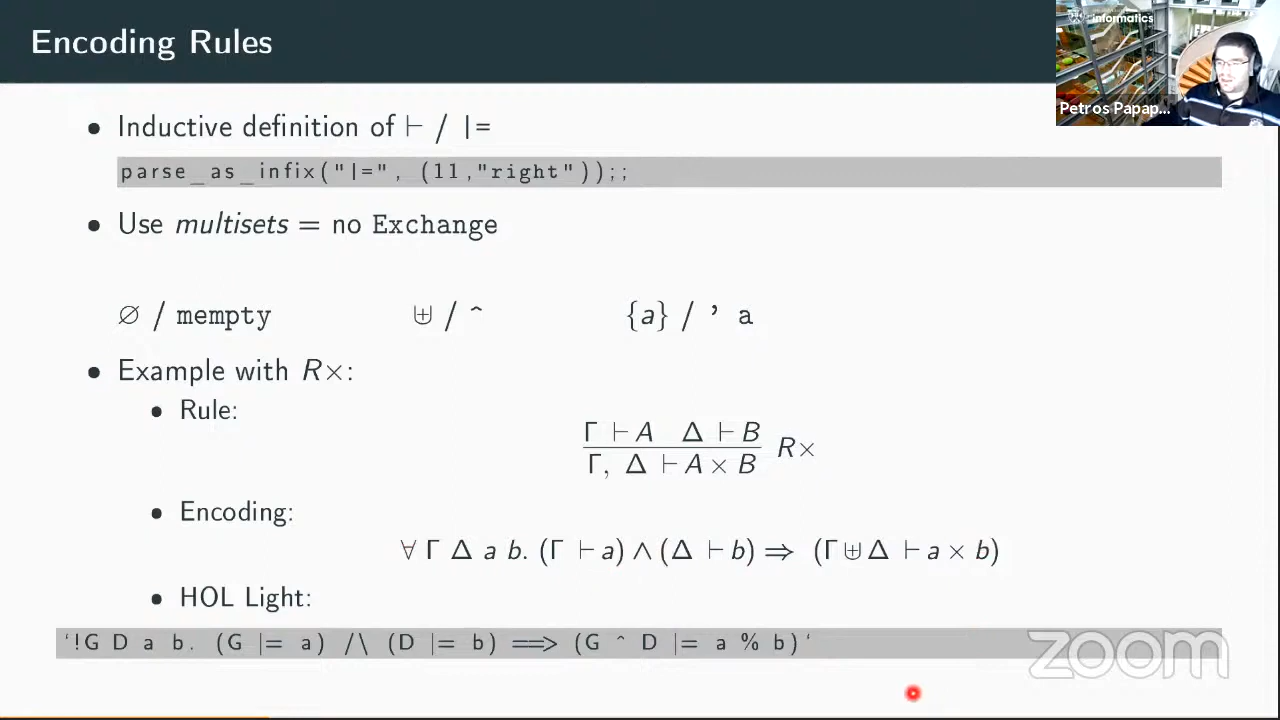 Encoding Rules
informatics
Petros Papap...
• Inductive definition of ⊢ / |=
parse_as_infix("|=", (11,"right"));;
• Use multisets = no Exchange
∅ / mempty ⊎ / ^ {a} / ' a
• Example with R×:
• Rule:
Γ ⊢ A Δ ⊢ B
Γ, Δ ⊢ A × B R×
• Encoding:
∀ Γ Δ a b. (Γ ⊢ a) ∧ (Δ ⊢ b) ⇒ (Γ ⊎ Δ ⊢ a × b)
• HOL Light:
`!G D a b. (G |= a) /\ (D |= b) ==> (G ^ D |= a % b)`
zoom